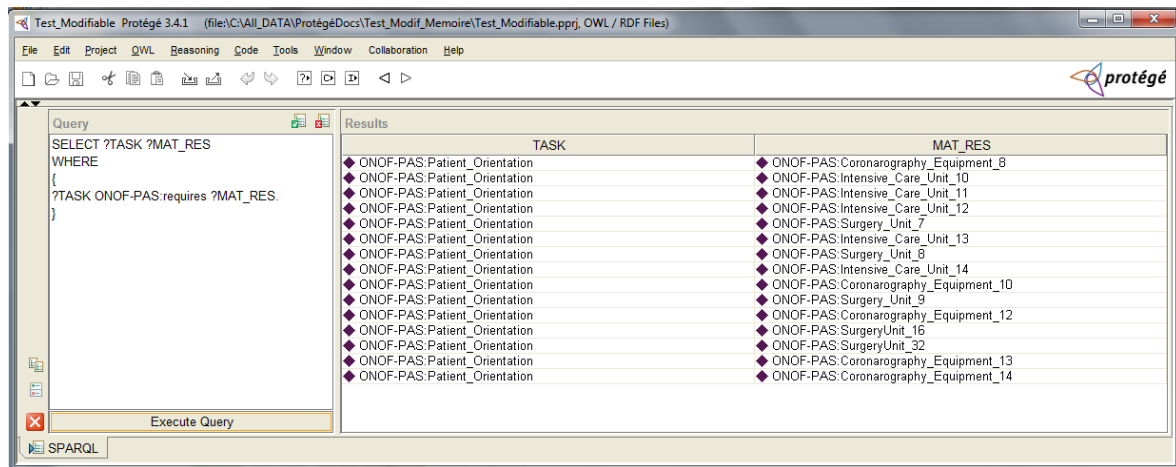 Test_Modifiable Protégé 3.4.1 (file:\C:\All_DATA\ProtégéDocs\Test_Modif_Memoire\Test_Modifiable.pprj, OWL / RDF Files)
File Edit Project OWL Reasoning Code Tools Window Collaboration Help
protégé
Query Results
SELECT ?TASK ?MAT_RES
WHERE
{
?TASK ONOF-PAS:requires ?MAT_RES.
}
TASK MAT_RES
ONOF-PAS:Patient_Orientation ONOF-PAS:Coronarography_Equipment_8
ONOF-PAS:Patient_Orientation ONOF-PAS:Intensive_Care_Unit_10
ONOF-PAS:Patient_Orientation ONOF-PAS:Intensive_Care_Unit_11
ONOF-PAS:Patient_Orientation ONOF-PAS:Intensive_Care_Unit_12
ONOF-PAS:Patient_Orientation ONOF-PAS:Surgery_Unit_7
ONOF-PAS:Patient_Orientation ONOF-PAS:Intensive_Care_Unit_13
ONOF-PAS:Patient_Orientation ONOF-PAS:Surgery_Unit_8
ONOF-PAS:Patient_Orientation ONOF-PAS:Intensive_Care_Unit_14
ONOF-PAS:Patient_Orientation ONOF-PAS:Coronarography_Equipment_10
ONOF-PAS:Patient_Orientation ONOF-PAS:Surgery_Unit_9
ONOF-PAS:Patient_Orientation ONOF-PAS:Coronarography_Equipment_12
ONOF-PAS:Patient_Orientation ONOF-PAS:SurgeryUnit_16
ONOF-PAS:Patient_Orientation ONOF-PAS:SurgeryUnit_32
ONOF-PAS:Patient_Orientation ONOF-PAS:Coronarography_Equipment_13
ONOF-PAS:Patient_Orientation ONOF-PAS:Coronarography_Equipment_14
Execute Query
SPARQL